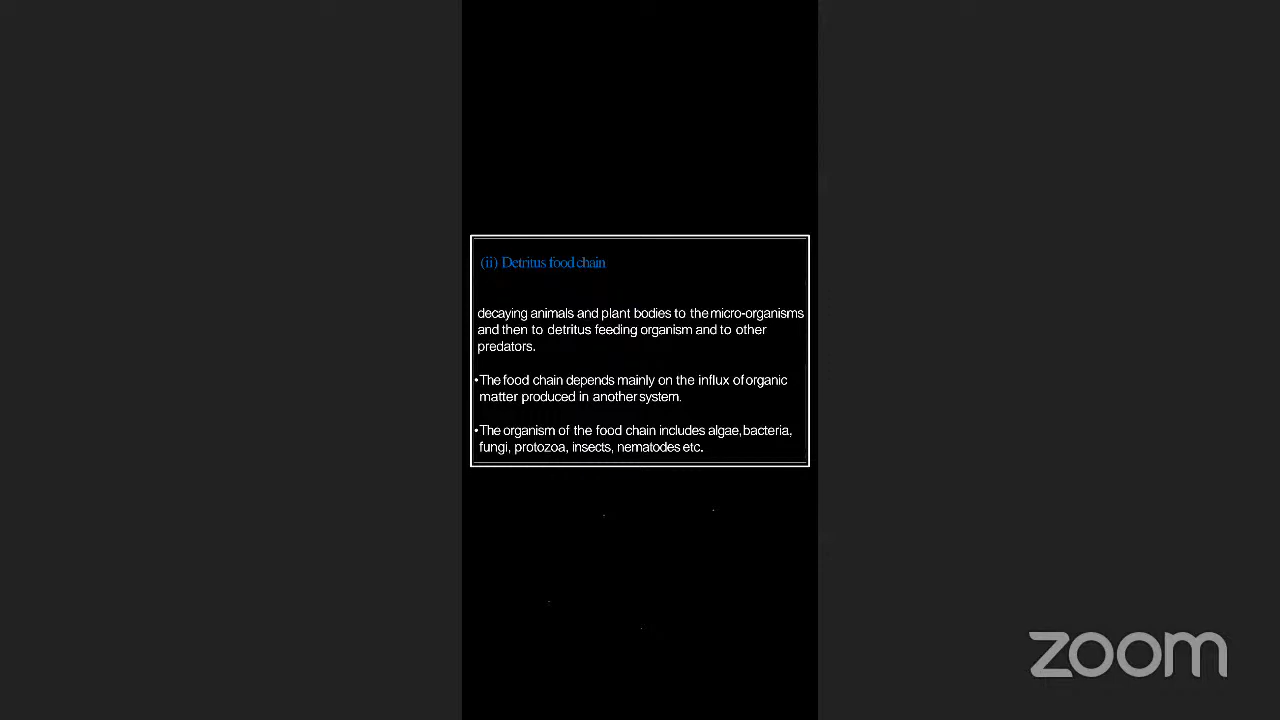 (ii) Detritus food chain
decaying animals and plant bodies to the micro-organisms
and then to detritus feeding organism and to other
predators.
•The food chain depends mainly on the influx of organic
matter produced in another system.
•The organism of the food chain includes algae, bacteria,
fungi, protozoa, insects, nematodes etc.
zoom